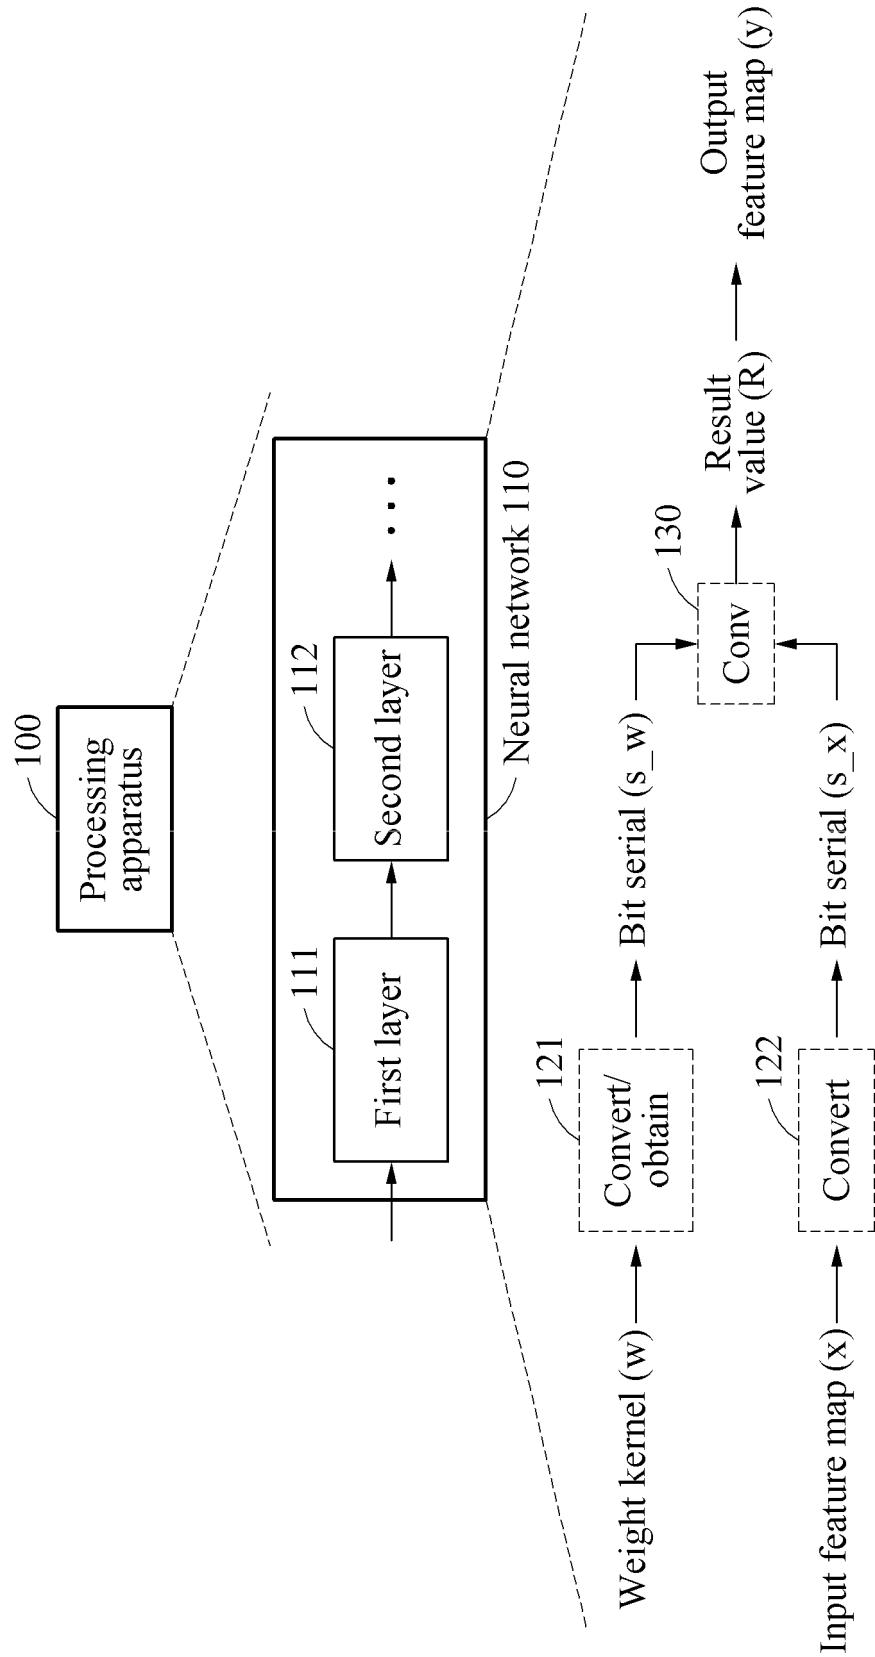 100
Processing
apparatus
111
112
First layer
Second layer
...
Neural network 110
121
130
Weight kernel (w)
Convert/
obtain
Bit serial (s_w)
Conv
Result
value (R)
Output
feature map (y)
122
Input feature map (x)
Convert
Bit serial (s_x)